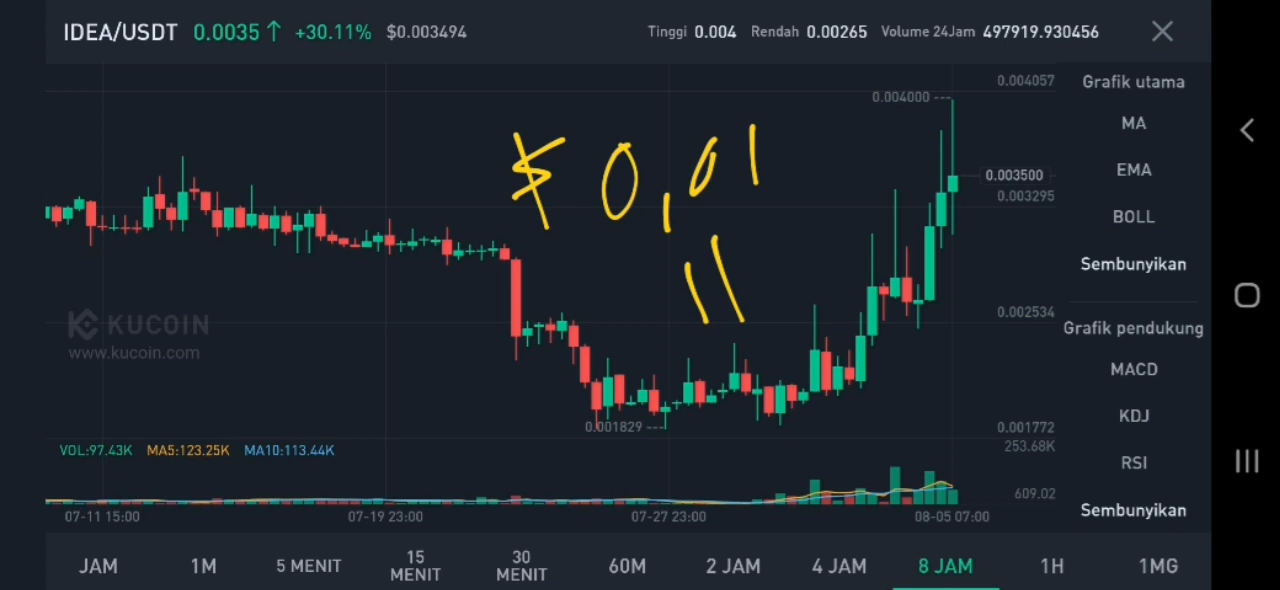 IDEA/USDT 0.0035 ↑ +30.11% $0.003494 Tinggi 0.004 Rendah 0.00265 Volume 24Jam 497919.930456
0.004057
0.004000
0.003500
0.003295
0.002534
0.001829
0.001772
$ 0,01
Grafik utama
MA
EMA
BOLL
Sembunyikan
Grafik pendukung
MACD
KDJ
RSI
Sembunyikan
KUCOIN
www.kucoin.com
VOL:97.43K MA5:123.25K MA10:113.44K
253.68K
609.02
07-11 15:00 07-19 23:00 07-27 23:00 08-05 07:00
JAM 1M 5 MENIT 15 MENIT 30 MENIT 60M 2 JAM 4 JAM 8 JAM 1H 1MG